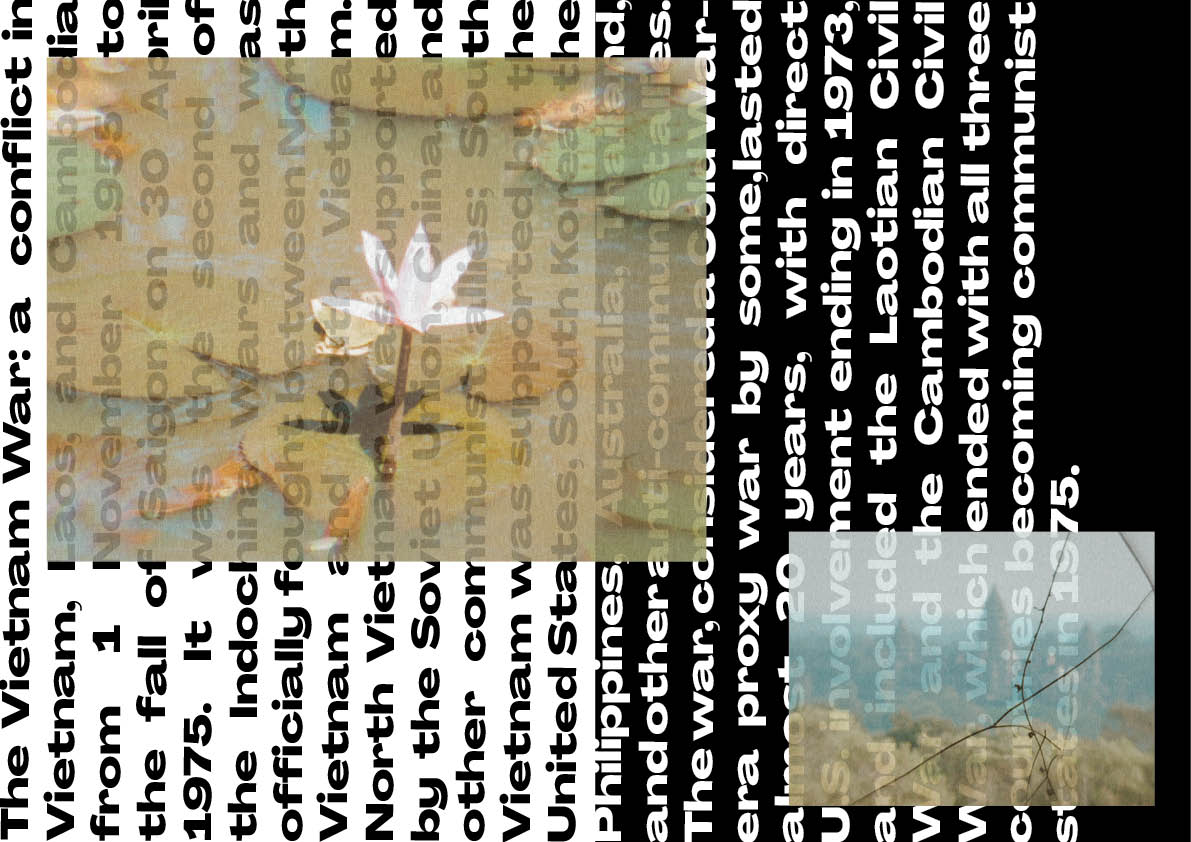 The Vietnam War: a conflict in
Vietnam, Laos, and Cambodia
from 1 November 1955 to
the fall of Saigon on 30 April
1975. It was the second of
the Indochina Wars and was
officially fought between North
Vietnam and South Vietnam.
North Vietnam was supported
by the Soviet Union, China, and
other communist allies; South
Vietnam was supported by the
United States, South Korea, the
Philippines, Australia, Thailand,
and other anti-communist allies.
The war, considered a Cold War-
era proxy war by some,lasted
almost 20 years, with direct
U.S. involvement ending in 1973,
and included the Laotian Civil
War and the Cambodian Civil
War, which ended with all three
countries becoming communist
states in 1975.